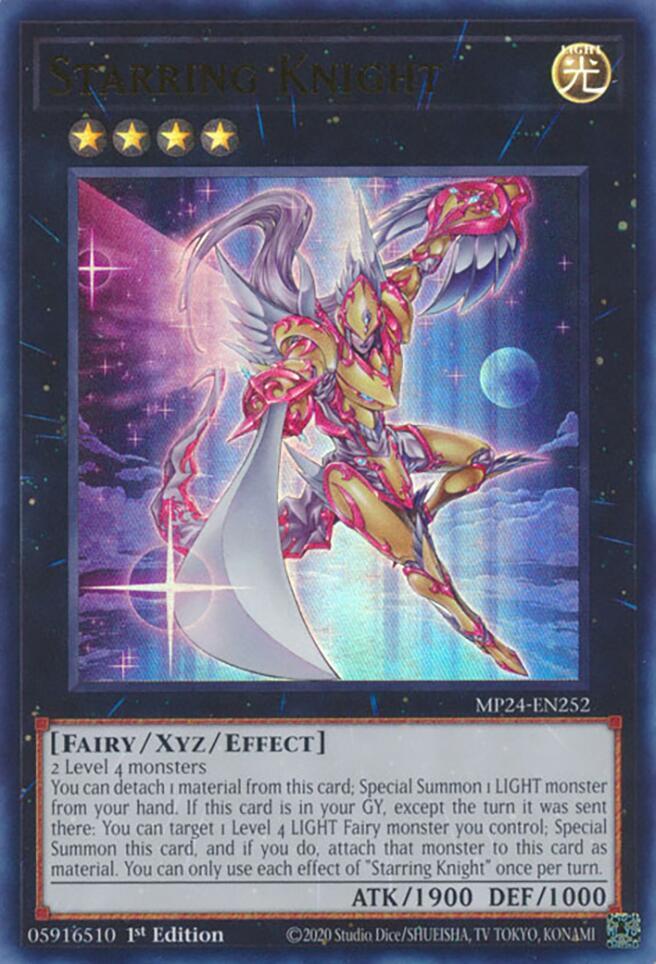 Starring Knight
LIGHT
光
MP24-EN252
[Fairy/Xyz/Effect]
2 Level 4 monsters
You can detach 1 material from this card; Special Summon 1 LIGHT monster
from your hand. If this card is in your GY, except the turn it was sent
there: You can target 1 Level 4 LIGHT Fairy monster you control; Special
Summon this card, and if you do, attach that monster to this card as
material. You can only use each effect of "Starring Knight" once per turn.
ATK/1900 DEF/1000
05916510 1st Edition
©2020 Studio Dice/SHUEISHA, TV TOKYO, KONAMI